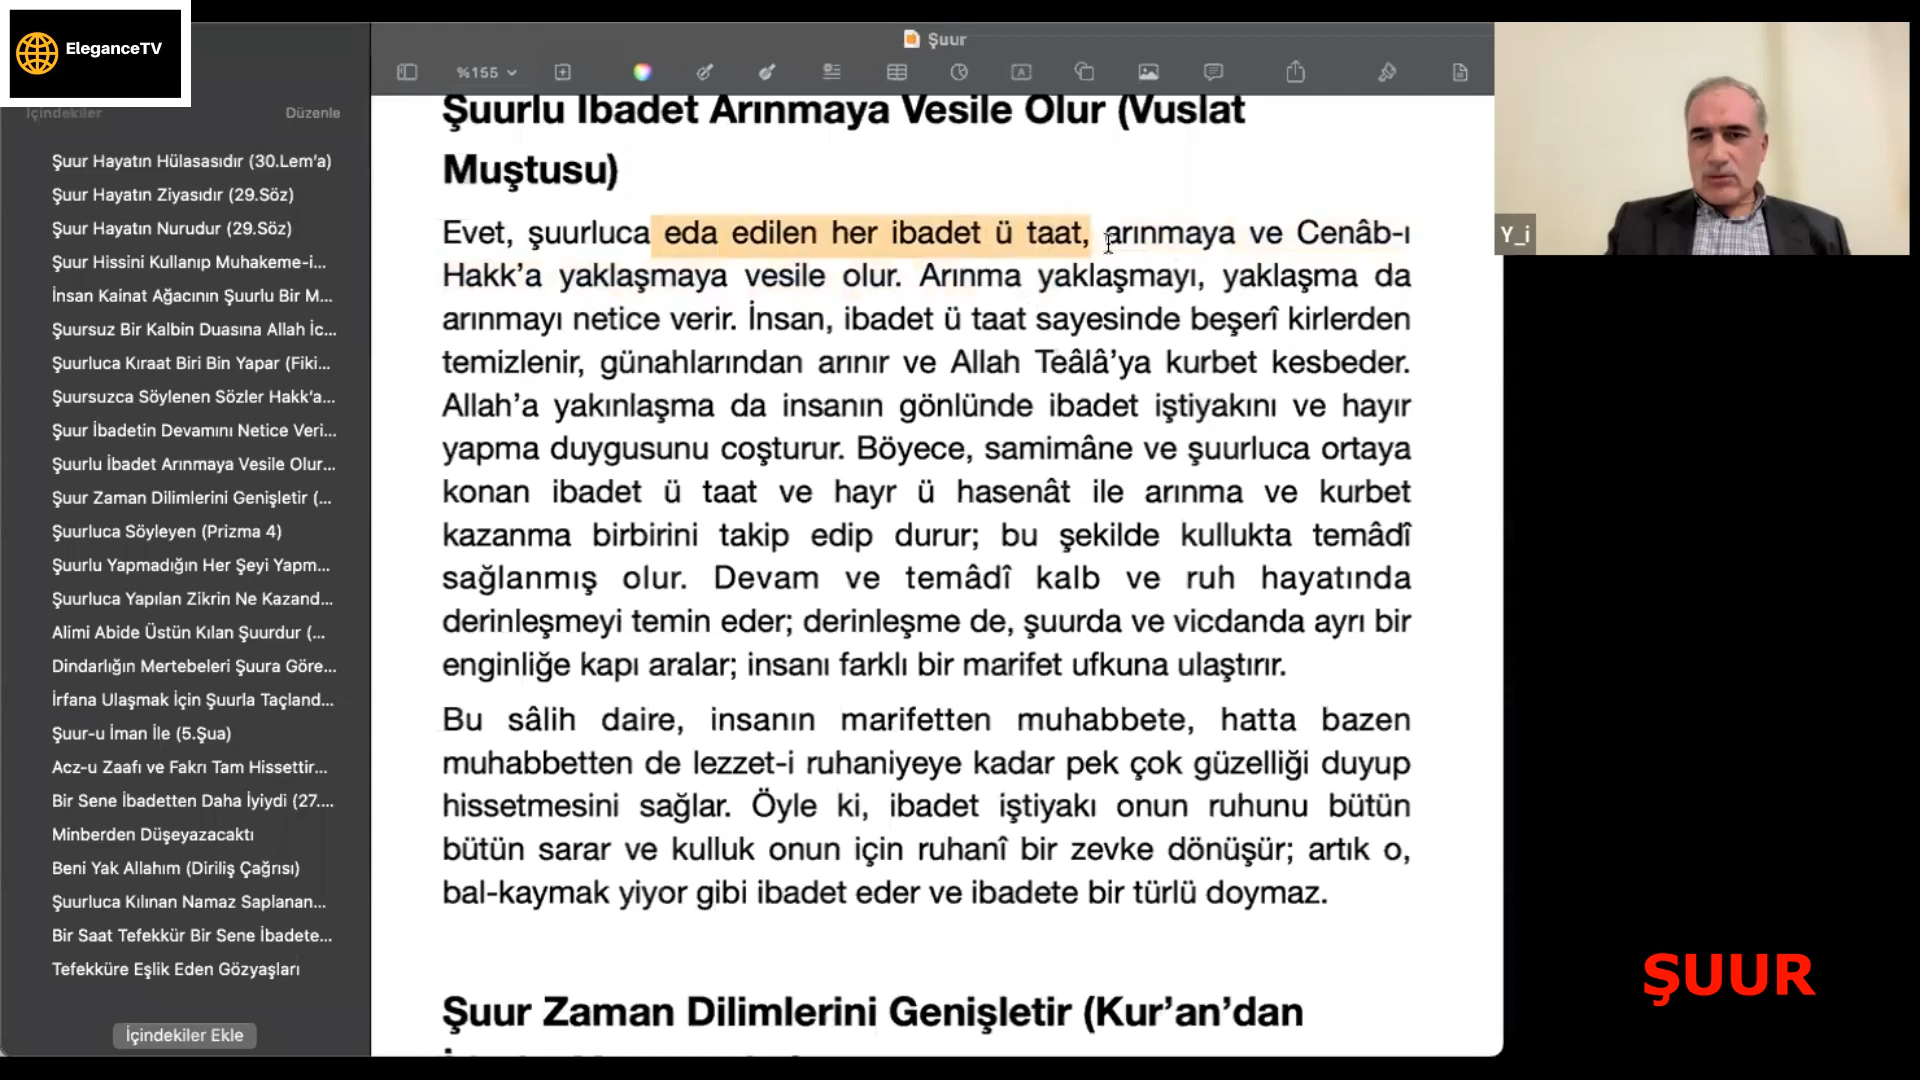 EleganceTV
Şuur
%155
İçindekiler
Düzenle
Şuur Hayatın Hülasasıdır (30.Lem'a)
Şuur Hayatın Ziyasıdır (29.Söz)
Şuur Hayatın Nurudur (29.Söz)
Şuur Hissini Kullanıp Muhakeme-i...
İnsan Kainat Ağacının Şuurlu Bir M...
Şuursuz Bir Kalbin Duasına Allah İc...
Şuurluca Kıraat Biri Bin Yapar (Fiki...
Şuursuzca Söylenen Sözler Hakk'a...
Şuur İbadetin Devamını Netice Veri...
Şuurlu İbadet Arınmaya Vesile Olur...
Şuur Zaman Dilimlerini Genişletir (...
Şuurluca Söyleyen (Prizma 4)
Şuurlu Yapmadığın Her Şeyi Yapm...
Şuurluca Yapılan Zikrin Ne Kazand...
Alimi Abide Üstün Kılan Şuurdur (...
Dindarlığın Mertebeleri Şuura Göre...
İrfana Ulaşmak İçin Şuurla Taçland...
Şuur-u İman İle (5.Şua)
Acz-u Zaafı ve Fakrı Tam Hissettir...
Bir Sene İbadetten Daha İyiydi (27....
Minberden Düşeyazacaktı
Beni Yak Allahım (Diriliş Çağrısı)
Şuurluca Kılınan Namaz Saplanan...
Bir Saat Tefekkür Bir Sene İbadete...
Tefekküre Eşlik Eden Gözyaşları
İçindekiler Ekle
Şuurlu İbadet Arınmaya Vesile Olur (Vuslat
Muştusu)
Evet, şuurluca eda edilen her ibadet ü taat, arınmaya ve Cenâb-ı
Hakk'a yaklaşmaya vesile olur. Arınma yaklaşmayı, yaklaşma da
arınmayı netice verir. İnsan, ibadet ü taat sayesinde beşerî kirlerden
temizlenir, günahlarından arınır ve Allah Teâlâ'ya kurbet kesbeder.
Allah'a yakınlaşma da insanın gönlünde ibadet iştiyakını ve hayır
yapma duygusunu coşturur. Böyece, samimâne ve şuurluca ortaya
konan ibadet ü taat ve hayr ü hasenât ile arınma ve kurbet
kazanma birbirini takip edip durur; bu şekilde kullukta temâdî
sağlanmış olur. Devam ve temâdî kalb ve ruh hayatında
derinleşmeyi temin eder; derinleşme de, şuurda ve vicdanda ayrı bir
enginliğe kapı aralar; insanı farklı bir marifet ufkuna ulaştırır.
Bu sâlih daire, insanın marifetten muhabbete, hatta bazen
muhabbetten de lezzet-i ruhaniyeye kadar pek çok güzelliği duyup
hissetmesini sağlar. Öyle ki, ibadet iştiyakı onun ruhunu bütün
bütün sarar ve kulluk onun için ruhanî bir zevke dönüşür; artık o,
bal-kaymak yiyor gibi ibadet eder ve ibadete bir türlü doymaz.
Şuur Zaman Dilimlerini Genişletir (Kur'an'dan
Y_i
ŞUUR